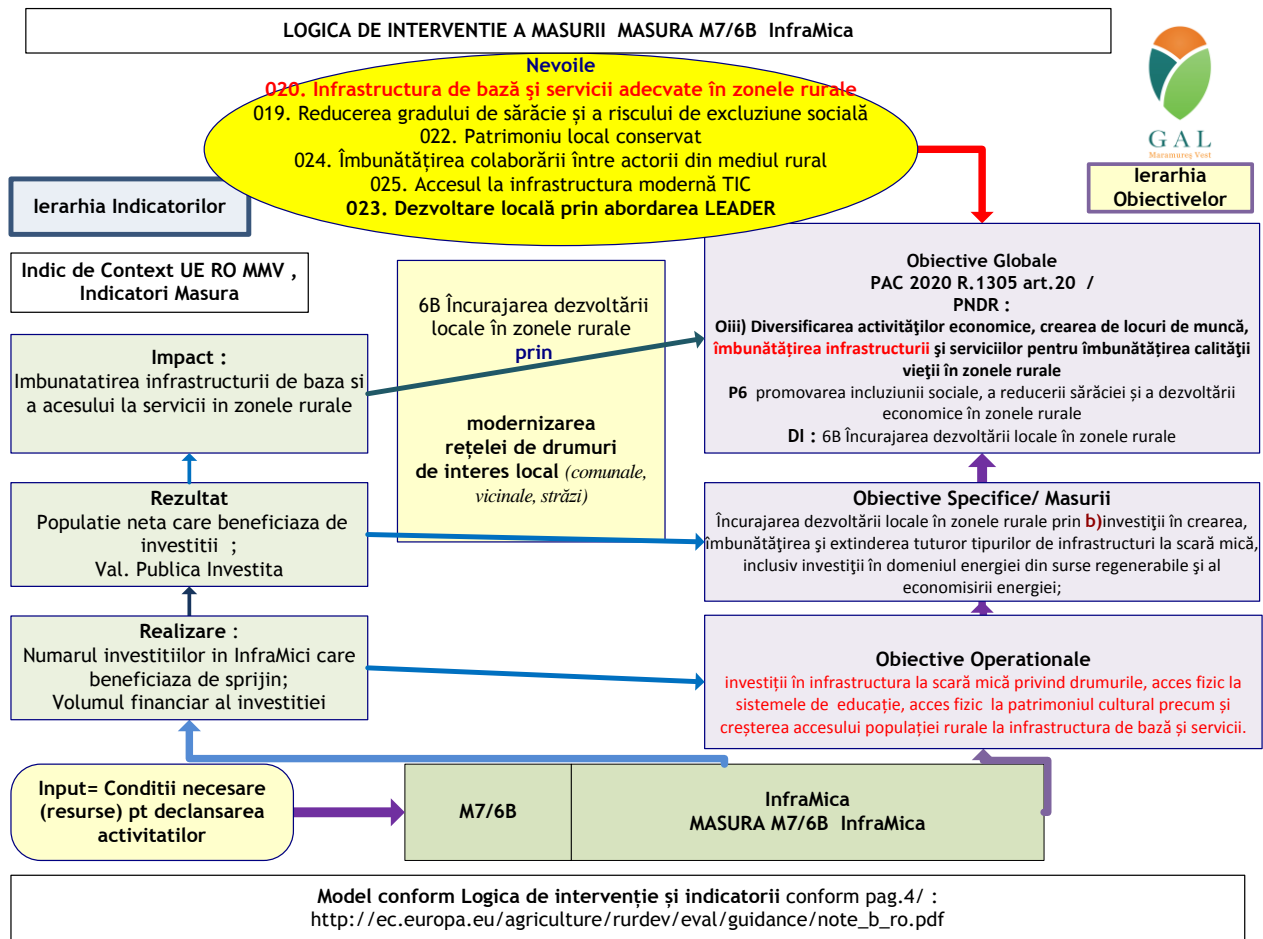 LOGICA DE INTERVENTIE A MASURII  MASURA M7/6B  InfraMica
Nevoile
020. Infrastructura de bază şi servicii adecvate în zonele rurale
019. Reducerea gradului de sărăcie și a riscului de excluziune socială
022. Patrimoniu local conservat
024. Îmbunătățirea colaborării între actorii din mediul rural
025. Accesul la infrastructura modernă TIC
023. Dezvoltare locală prin abordarea LEADER
GAL
Maramureș Vest
Ierarhia Indicatorilor
Ierarhia
Obiectivelor
Indic de Context UE RO MMV ,
Indicatori Masura
6B Încurajarea dezvoltării
locale în zonele rurale
prin
modernizarea
rețelei de drumuri
de interes local (comunale,
vicinale, străzi)
Obiective Globale
PAC 2020 R.1305 art.20  /
PNDR :
Oiii) Diversificarea activităţilor economice, crearea de locuri de muncă,
îmbunătățirea infrastructurii şi serviciilor pentru îmbunătățirea calităţii
vieţii în zonele rurale
P6  promovarea incluziunii sociale, a reducerii sărăciei și a dezvoltării
economice în zonele rurale
DI : 6B Încurajarea dezvoltării locale în zonele rurale
Impact :
Imbunatatirea infrastructurii de baza si
a acesului la servicii in zonele rurale
Rezultat
Populatie neta care beneficiaza de
investitii  ;
Val. Publica Investita
Obiective Specifice/ Masurii
Încurajarea dezvoltării locale în zonele rurale prin b)investiţii în crearea,
îmbunătăţirea şi extinderea tuturor tipurilor de infrastructuri la scară mică,
inclusiv investiţii în domeniul energiei din surse regenerabile şi al
economisirii energiei;
Realizare :
Numarul investitiilor in InfraMici care
beneficiaza de sprijin;
Volumul financiar al investitiei
Obiective Operationale
investiții în infrastructura la scară mică privind drumurile, acces fizic la
sistemele de  educație, acces fizic  la patrimoniul cultural precum și
creșterea accesului populației rurale la infrastructura de bază și servicii.
Input= Conditii necesare
(resurse) pt declansarea
activitatilor
M7/6B
InfraMica
MASURA M7/6B  InfraMica
Model conform Logica de intervenție și indicatorii conform pag.4/ :
http://ec.europa.eu/agriculture/rurdev/eval/guidance/note_b_ro.pdf